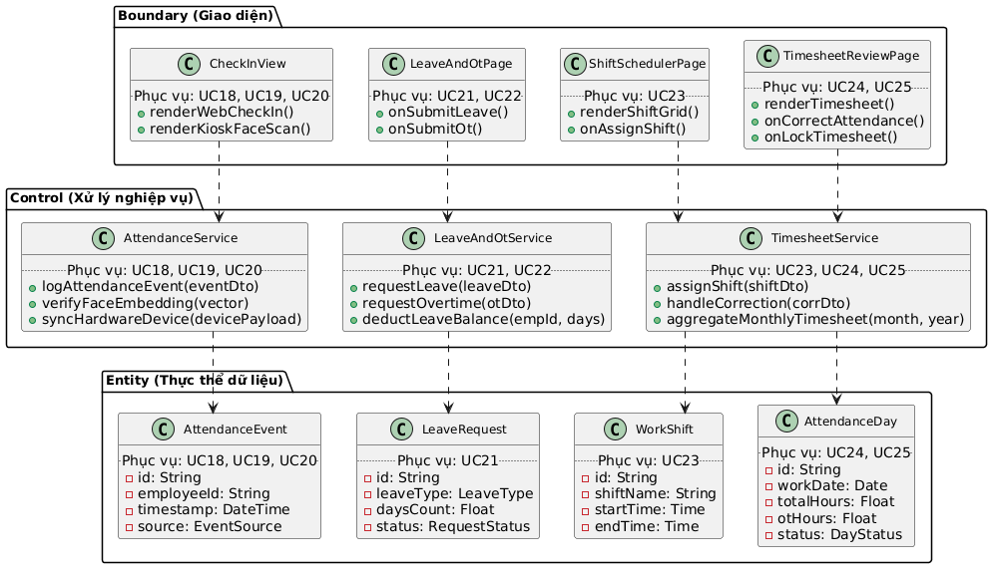 Boundary (Giao diện)
C CheckInView
Phục vụ: UC18, UC19, UC20
renderWebCheckIn()
renderKioskFaceScan()
C LeaveAndOtPage
Phục vụ: UC21, UC22
onSubmitLeave()
onSubmitOt()
C ShiftSchedulerPage
Phục vụ: UC23
renderShiftGrid()
onAssignShift()
C TimesheetReviewPage
Phục vụ: UC24, UC25
renderTimesheet()
onCorrectAttendance()
onLockTimesheet()
Control (Xử lý nghiệp vụ)
C AttendanceService
Phục vụ: UC18, UC19, UC20
logAttendanceEvent(eventDto)
verifyFaceEmbedding(vector)
syncHardwareDevice(devicePayload)
C LeaveAndOtService
Phục vụ: UC21, UC22
requestLeave(leaveDto)
requestOvertime(otDto)
deductLeaveBalance(empId, days)
C TimesheetService
Phục vụ: UC23, UC24, UC25
assignShift(shiftDto)
handleCorrection(corrDto)
aggregateMonthlyTimesheet(month, year)
Entity (Thực thể dữ liệu)
C AttendanceEvent
Phục vụ: UC18, UC19, UC20
id: String
employeeId: String
timestamp: DateTime
source: EventSource
C LeaveRequest
Phục vụ: UC21
id: String
leaveType: LeaveType
daysCount: Float
status: RequestStatus
C WorkShift
Phục vụ: UC23
id: String
shiftName: String
startTime: Time
endTime: Time
C AttendanceDay
Phục vụ: UC24, UC25
id: String
workDate: Date
totalHours: Float
otHours: Float
status: DayStatus